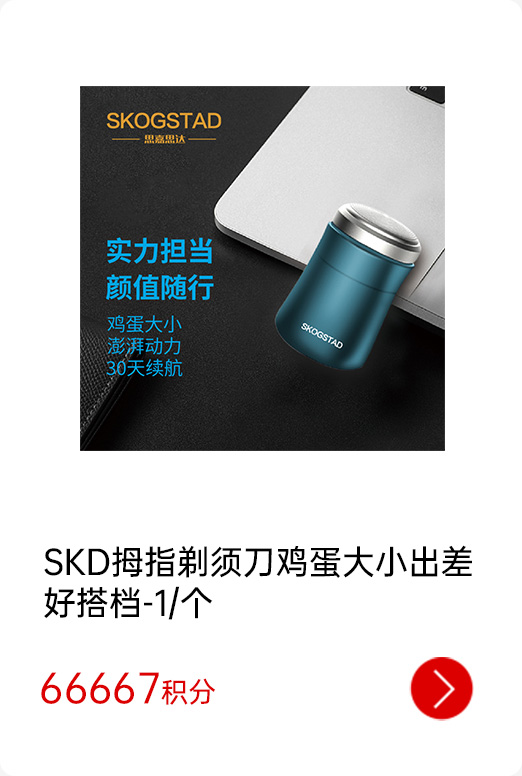 SKOGSTAD
思嘉思达
实力担当
颜值随行
鸡蛋大小
澎湃动力
30天续航
SKOGSTAD
SKD拇指剃须刀鸡蛋大小出差
好搭档-1/个
66667积分